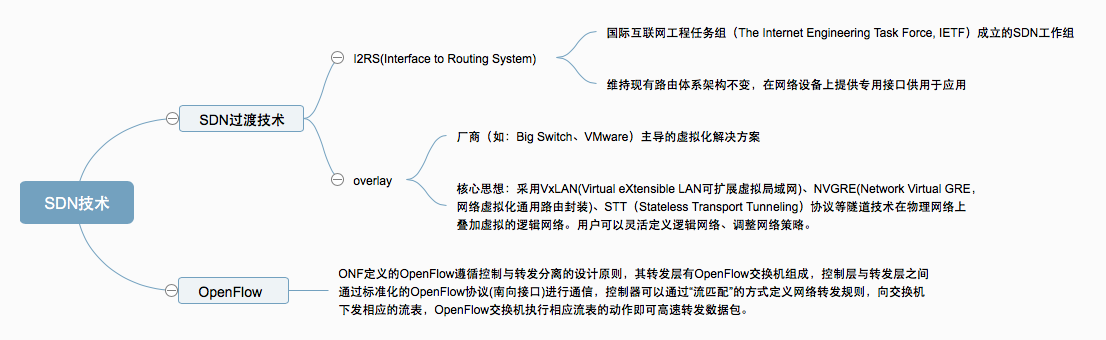 SDN技术
SDN过渡技术
I2RS(Interface to Routing System)
国际互联网工程任务组（The Internet Engineering Task Force, IETF）成立的SDN工作组
维持现有路由体系架构不变，在网络设备上提供专用接口供用于应用
overlay
厂商（如：Big Switch、VMware）主导的虚拟化解决方案
核心思想：采用VxLAN(Virtual eXtensible LAN可扩展虚拟局域网)、NVGRE(Network Virtual GRE，
网络虚拟化通用路由封装)、STT（Stateless Transport Tunneling）协议等隧道技术在物理网络上
叠加虚拟的逻辑网络。用户可以灵活定义逻辑网络、调整网络策略。
OpenFlow
ONF定义的OpenFlow遵循控制与转发分离的设计原则，其转发层有OpenFlow交换机组成，控制层与转发层之间
通过标准化的OpenFlow协议(南向接口)进行通信，控制器可以通过“流匹配”的方式定义网络转发规则，向交换机
下发相应的流表，OpenFlow交换机执行相应流表的动作即可高速转发数据包。